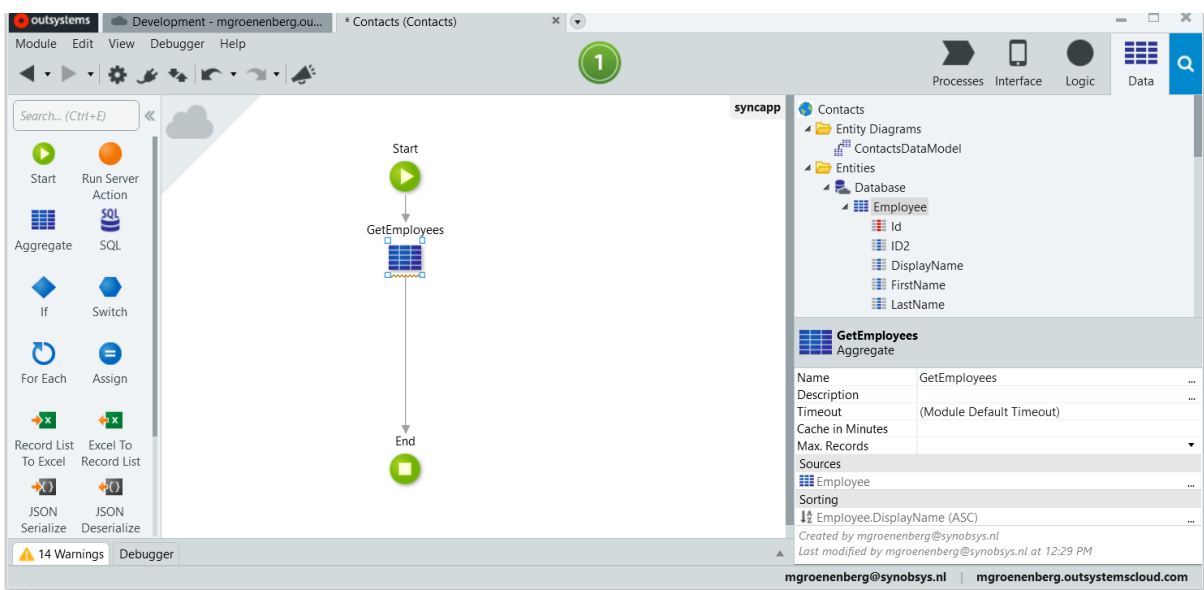 outsystems
Development - mgroenenberg.ou...
* Contacts (Contacts)
Module Edit View Debugger Help
1
Processes Interface Logic Data
Search... (Ctrl+E)
Start
Run Server
Action
Aggregate
SQL
SQL
If
Switch
For Each
Assign
Record List
To Excel
Excel To
Record List
JSON
Serialize
JSON
Deserialize
syncapp
Start
GetEmployees
End
Contacts
Entity Diagrams
ContactsDataModel
Entities
Database
Employee
Id
ID2
DisplayName
FirstName
LastName
GetEmployees
Aggregate
Name GetEmployees ...
Description ...
Timeout (Module Default Timeout)
Cache in Minutes
Max. Records
Sources
Employee ...
Sorting
Employee.DisplayName (ASC) ...
Created by mgroenenberg@synobsys.nl
Last modified by mgroenenberg@synobsys.nl at 12:29 PM
14 Warnings Debugger
mgroenenberg@synobsys.nl | mgroenenberg.outsystemscloud.com